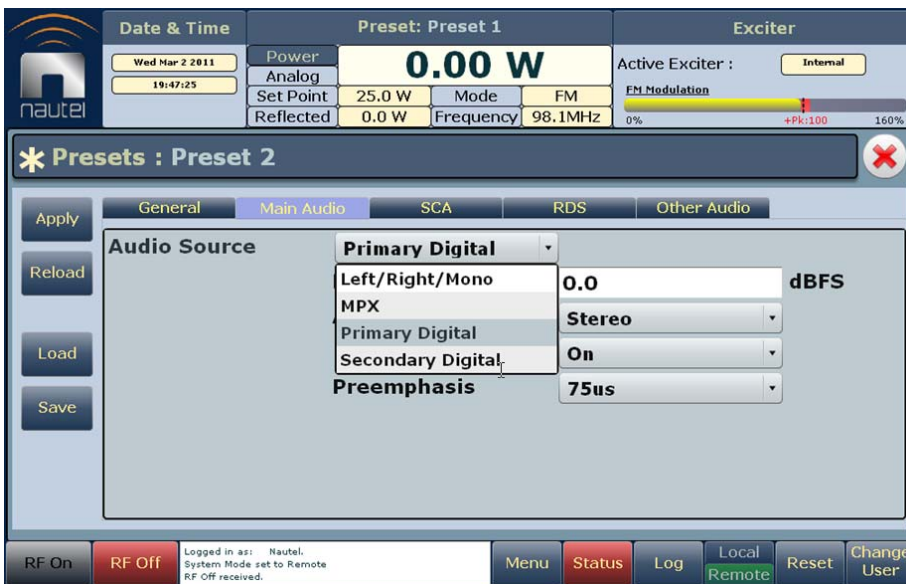 Date & Time
Preset: Preset 1
Exciter
Wed Mar 2 2011
19:47:25
Power
Analog
0.00 W
Set Point
25.0 W
Mode
FM
Reflected
0.0 W
Frequency
98.1MHz
Active Exciter :
Internal
FM Modulation
0%
+Pk:100
160%
nautel
Presets : Preset 2
Apply
Reload
Load
Save
General
Main Audio
SCA
RDS
Other Audio
Audio Source
Primary Digital
Left/Right/Mono
MPX
Primary Digital
Secondary Digital
0.0
dBFS
Stereo
On
Preemphasis
75us
RF On
RF Off
Logged in as: Nautel.
System Mode set to Remote
RF Off received.
Menu
Status
Log
Local
Remote
Reset
Change
User